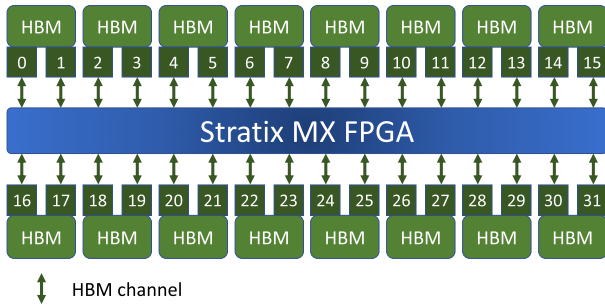 HBM HBM HBM HBM HBM HBM HBM HBM
0 1 2 3 4 5 6 7 8 9 10 11 12 13 14 15
Stratix MX FPGA
16 17 18 19 20 21 22 23 24 25 26 27 28 29 30 31
HBM HBM HBM HBM HBM HBM HBM HBM
HBM channel